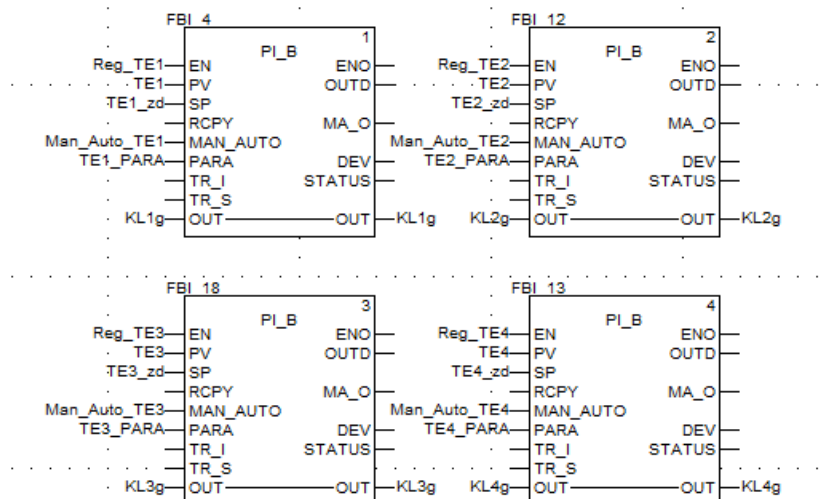 FBI_4 FBI_12
1 2
PI_B PI_B
Reg_TE1 EN ENO Reg_TE2 EN ENO
TE1 PV OUTD TE2 PV OUTD
TE1_zd SP TE2_zd SP
RCPY MA_O RCPY MA_O
Man_Auto_TE1 MAN_AUTO Man_Auto_TE2 MAN_AUTO
TE1_PARA PARA DEV TE2_PARA PARA DEV
TR_I STATUS TR_I STATUS
TR_S TR_S
KL1g OUT OUT KL1g KL2g OUT OUT KL2g
FBI_18 FBI_13
3 4
PI_B PI_B
Reg_TE3 EN ENO Reg_TE4 EN ENO
TE3 PV OUTD TE4 PV OUTD
TE3_zd SP TE4_zd SP
RCPY MA_O RCPY MA_O
Man_Auto_TE3 MAN_AUTO Man_Auto_TE4 MAN_AUTO
TE3_PARA PARA DEV TE4_PARA PARA DEV
TR_I STATUS TR_I STATUS
TR_S TR_S
KL3g OUT OUT KL3g KL4g OUT OUT KL4g